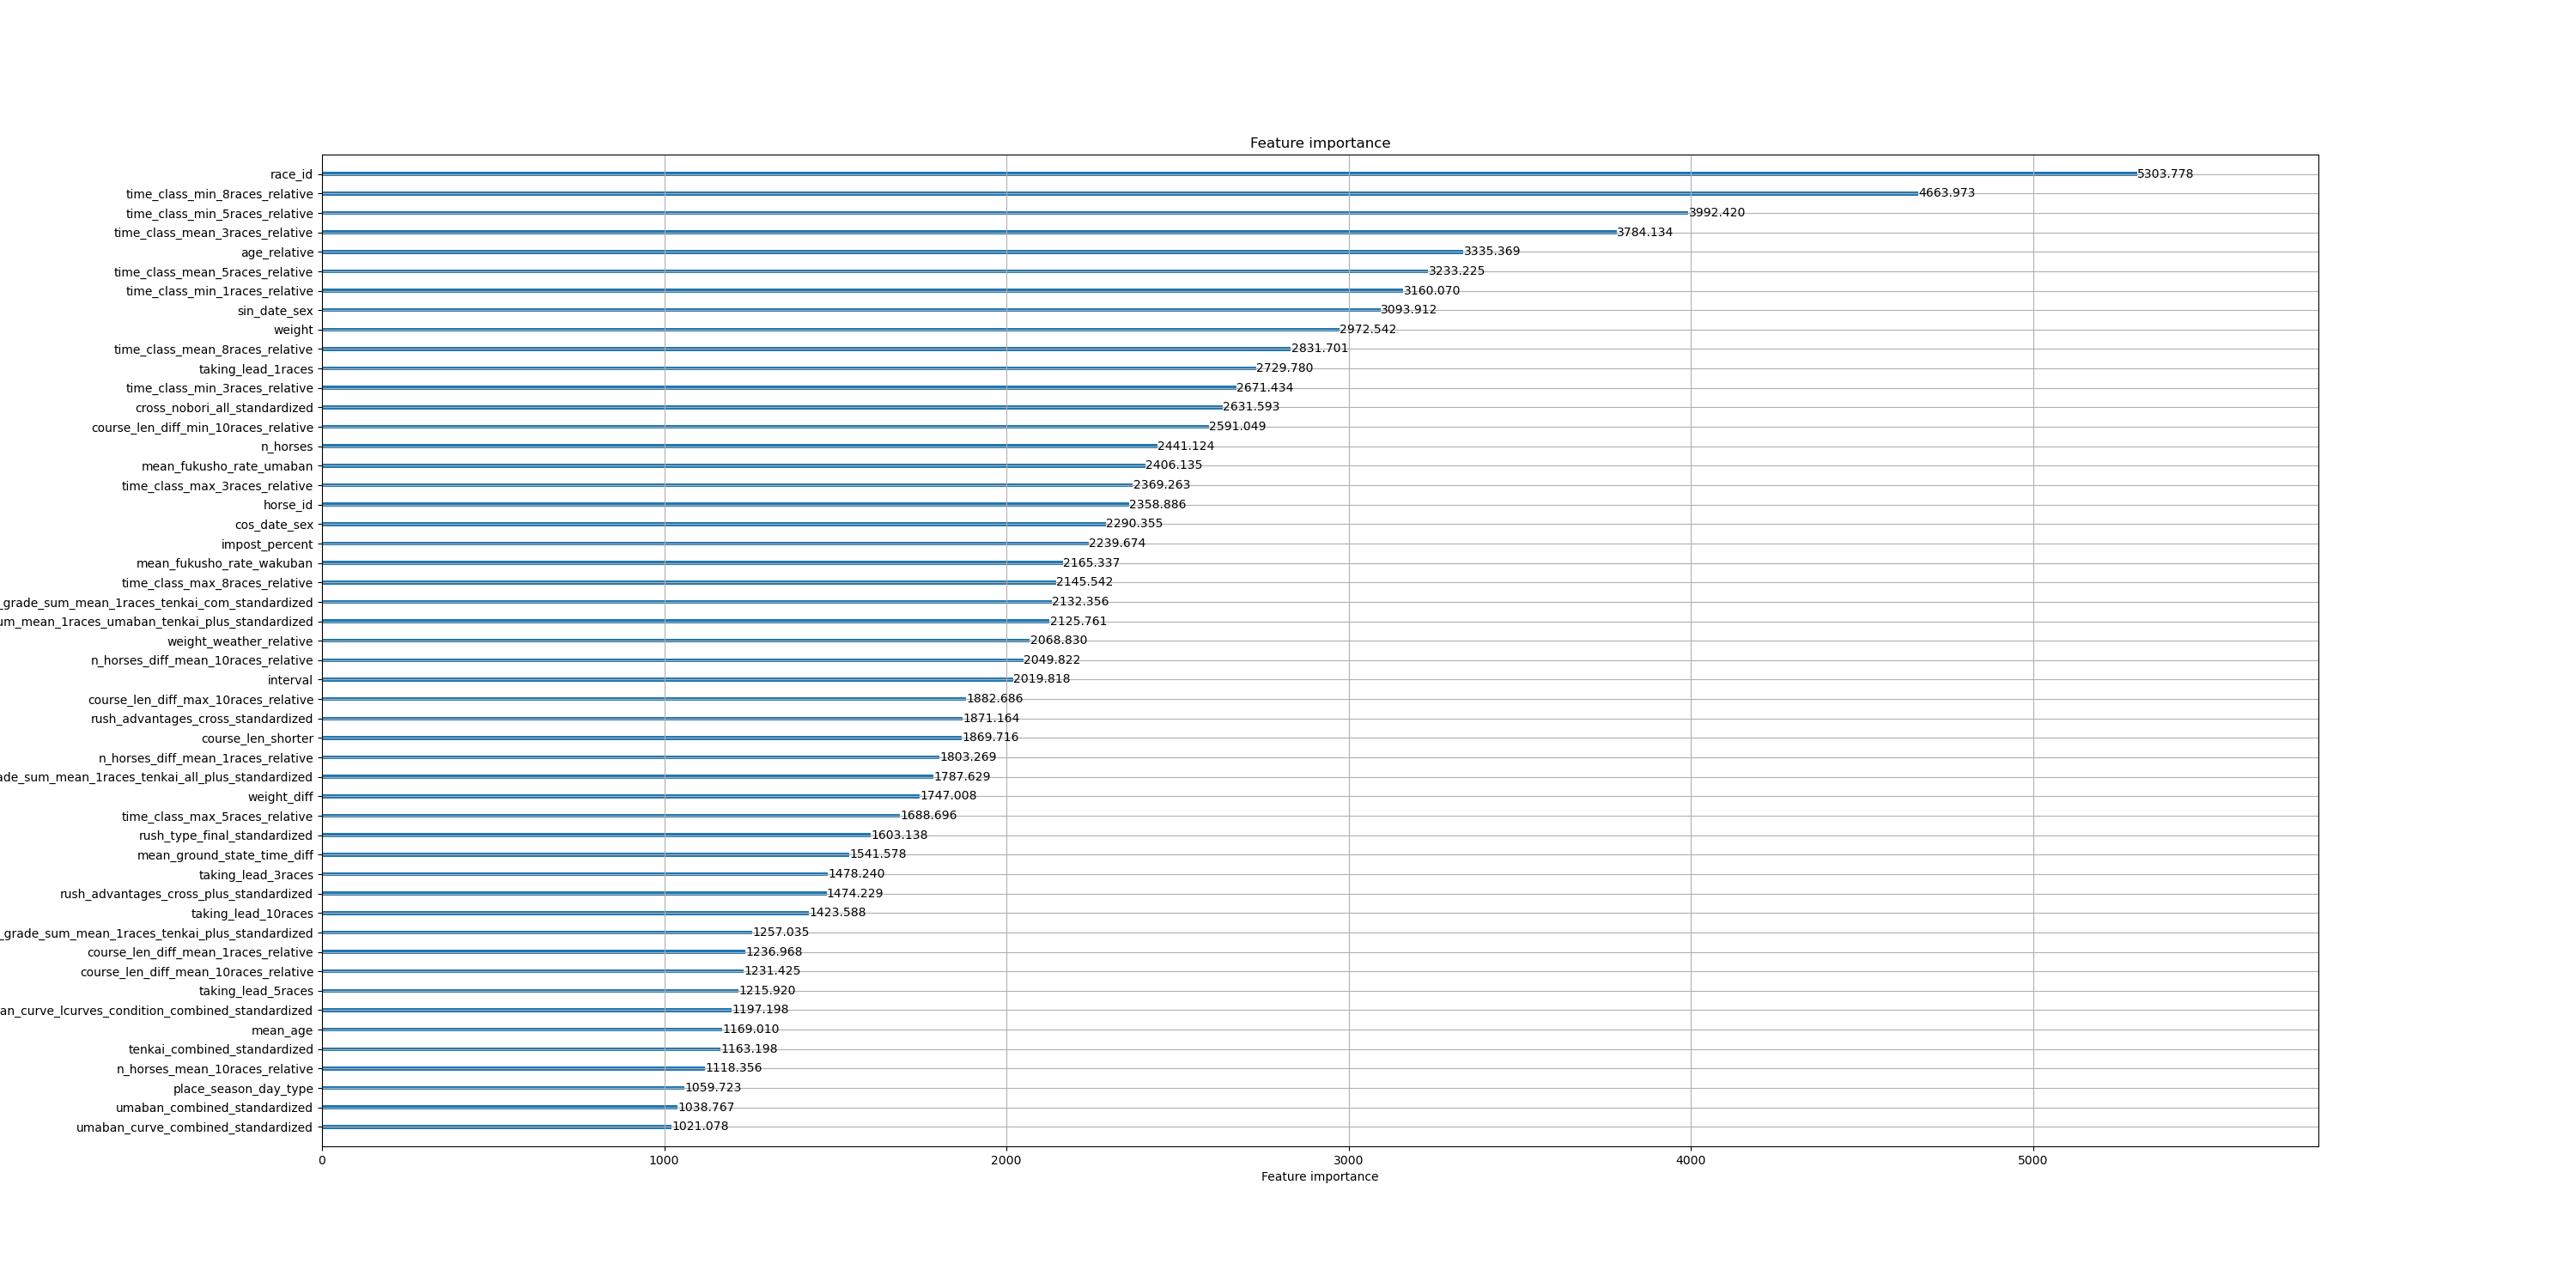 Feature importance
race_id 5303.778
time_class_min_8races_relative 4663.973
time_class_min_5races_relative 3992.420
time_class_mean_3races_relative 3784.134
age_relative 3335.369
time_class_mean_5races_relative 3233.225
time_class_min_1races_relative 3160.070
sin_date_sex 3093.912
weight 2972.542
time_class_mean_8races_relative 2831.701
taking_lead_1races 2729.780
time_class_min_3races_relative 2671.434
cross_nobori_all_standardized 2631.593
course_len_diff_min_10races_relative 2591.049
n_horses 2441.124
mean_fukusho_rate_umaban 2406.135
time_class_max_3races_relative 2369.263
horse_id 2358.886
cos_date_sex 2290.355
impost_percent 2239.674
mean_fukusho_rate_wakuban 2165.337
time_class_max_8races_relative 2145.542
_grade_sum_mean_1races_tenkai_com_standardized 2132.356
um_mean_1races_umaban_tenkai_plus_standardized 2125.761
weight_weather_relative 2068.830
n_horses_diff_mean_10races_relative 2049.822
interval 2019.818
course_len_diff_max_10races_relative 1882.686
rush_advantages_cross_standardized 1871.164
course_len_shorter 1869.716
n_horses_diff_mean_1races_relative 1803.269
ade_sum_mean_1races_tenkai_all_plus_standardized 1787.629
weight_diff 1747.008
time_class_max_5races_relative 1688.696
rush_type_final_standardized 1603.138
mean_ground_state_time_diff 1541.578
taking_lead_3races 1478.240
rush_advantages_cross_plus_standardized 1474.229
taking_lead_10races 1423.588
_grade_sum_mean_1races_tenkai_plus_standardized 1257.035
course_len_diff_mean_1races_relative 1236.968
course_len_diff_mean_10races_relative 1231.425
taking_lead_5races 1215.920
an_curve_lcurves_condition_combined_standardized 1197.198
mean_age 1169.010
tenkai_combined_standardized 1163.198
n_horses_mean_10races_relative 1118.356
place_season_day_type 1059.723
umaban_combined_standardized 1038.767
umaban_curve_combined_standardized 1021.078
0 1000 2000 3000 4000 5000
Feature importance